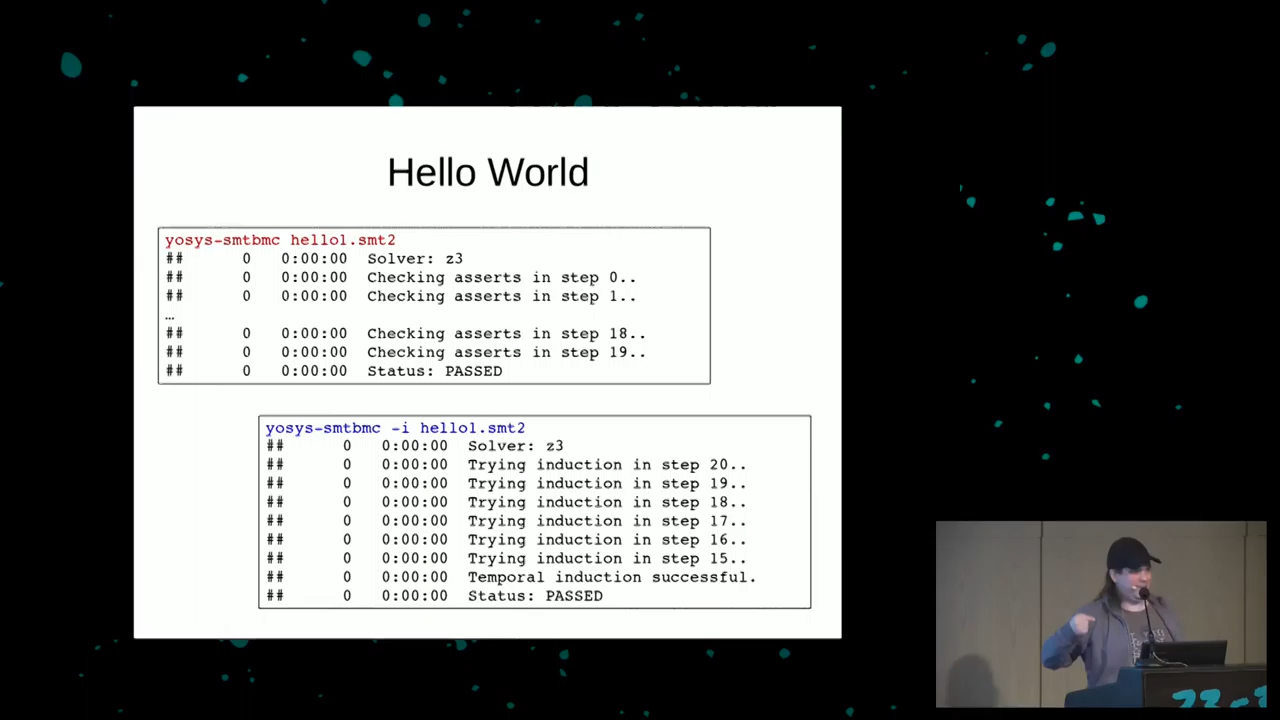 Hello World
yosys-smtbmc hello1.smt2
## 0 0:00:00 Solver: z3
## 0 0:00:00 Checking asserts in step 0..
## 0 0:00:00 Checking asserts in step 1..
…
## 0 0:00:00 Checking asserts in step 18..
## 0 0:00:00 Checking asserts in step 19..
## 0 0:00:00 Status: PASSED
yosys-smtbmc -i hello1.smt2
## 0 0:00:00 Solver: z3
## 0 0:00:00 Trying induction in step 20..
## 0 0:00:00 Trying induction in step 19..
## 0 0:00:00 Trying induction in step 18..
## 0 0:00:00 Trying induction in step 17..
## 0 0:00:00 Trying induction in step 16..
## 0 0:00:00 Trying induction in step 15..
## 0 0:00:00 Temporal induction successful.
## 0 0:00:00 Status: PASSED